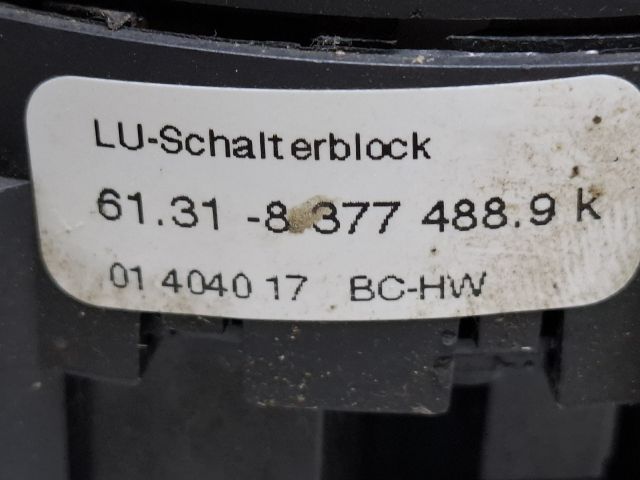 LU-Schalterblock
61.31 -8 377 488.9 k
01 4040 17 BC-HW